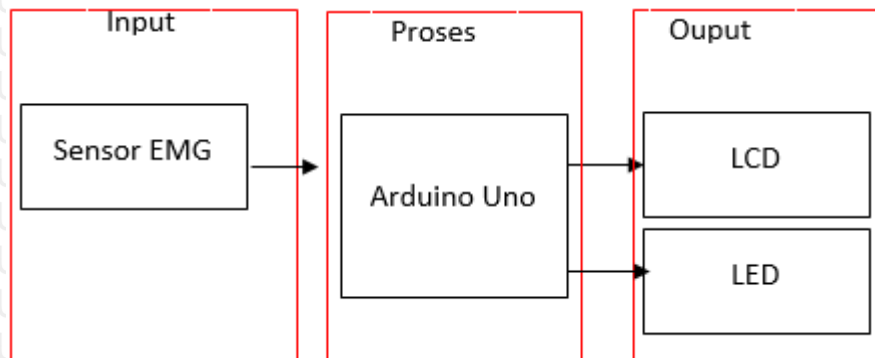 Input
Sensor EMG
Proses
Arduino Uno
Ouput
LCD
LED